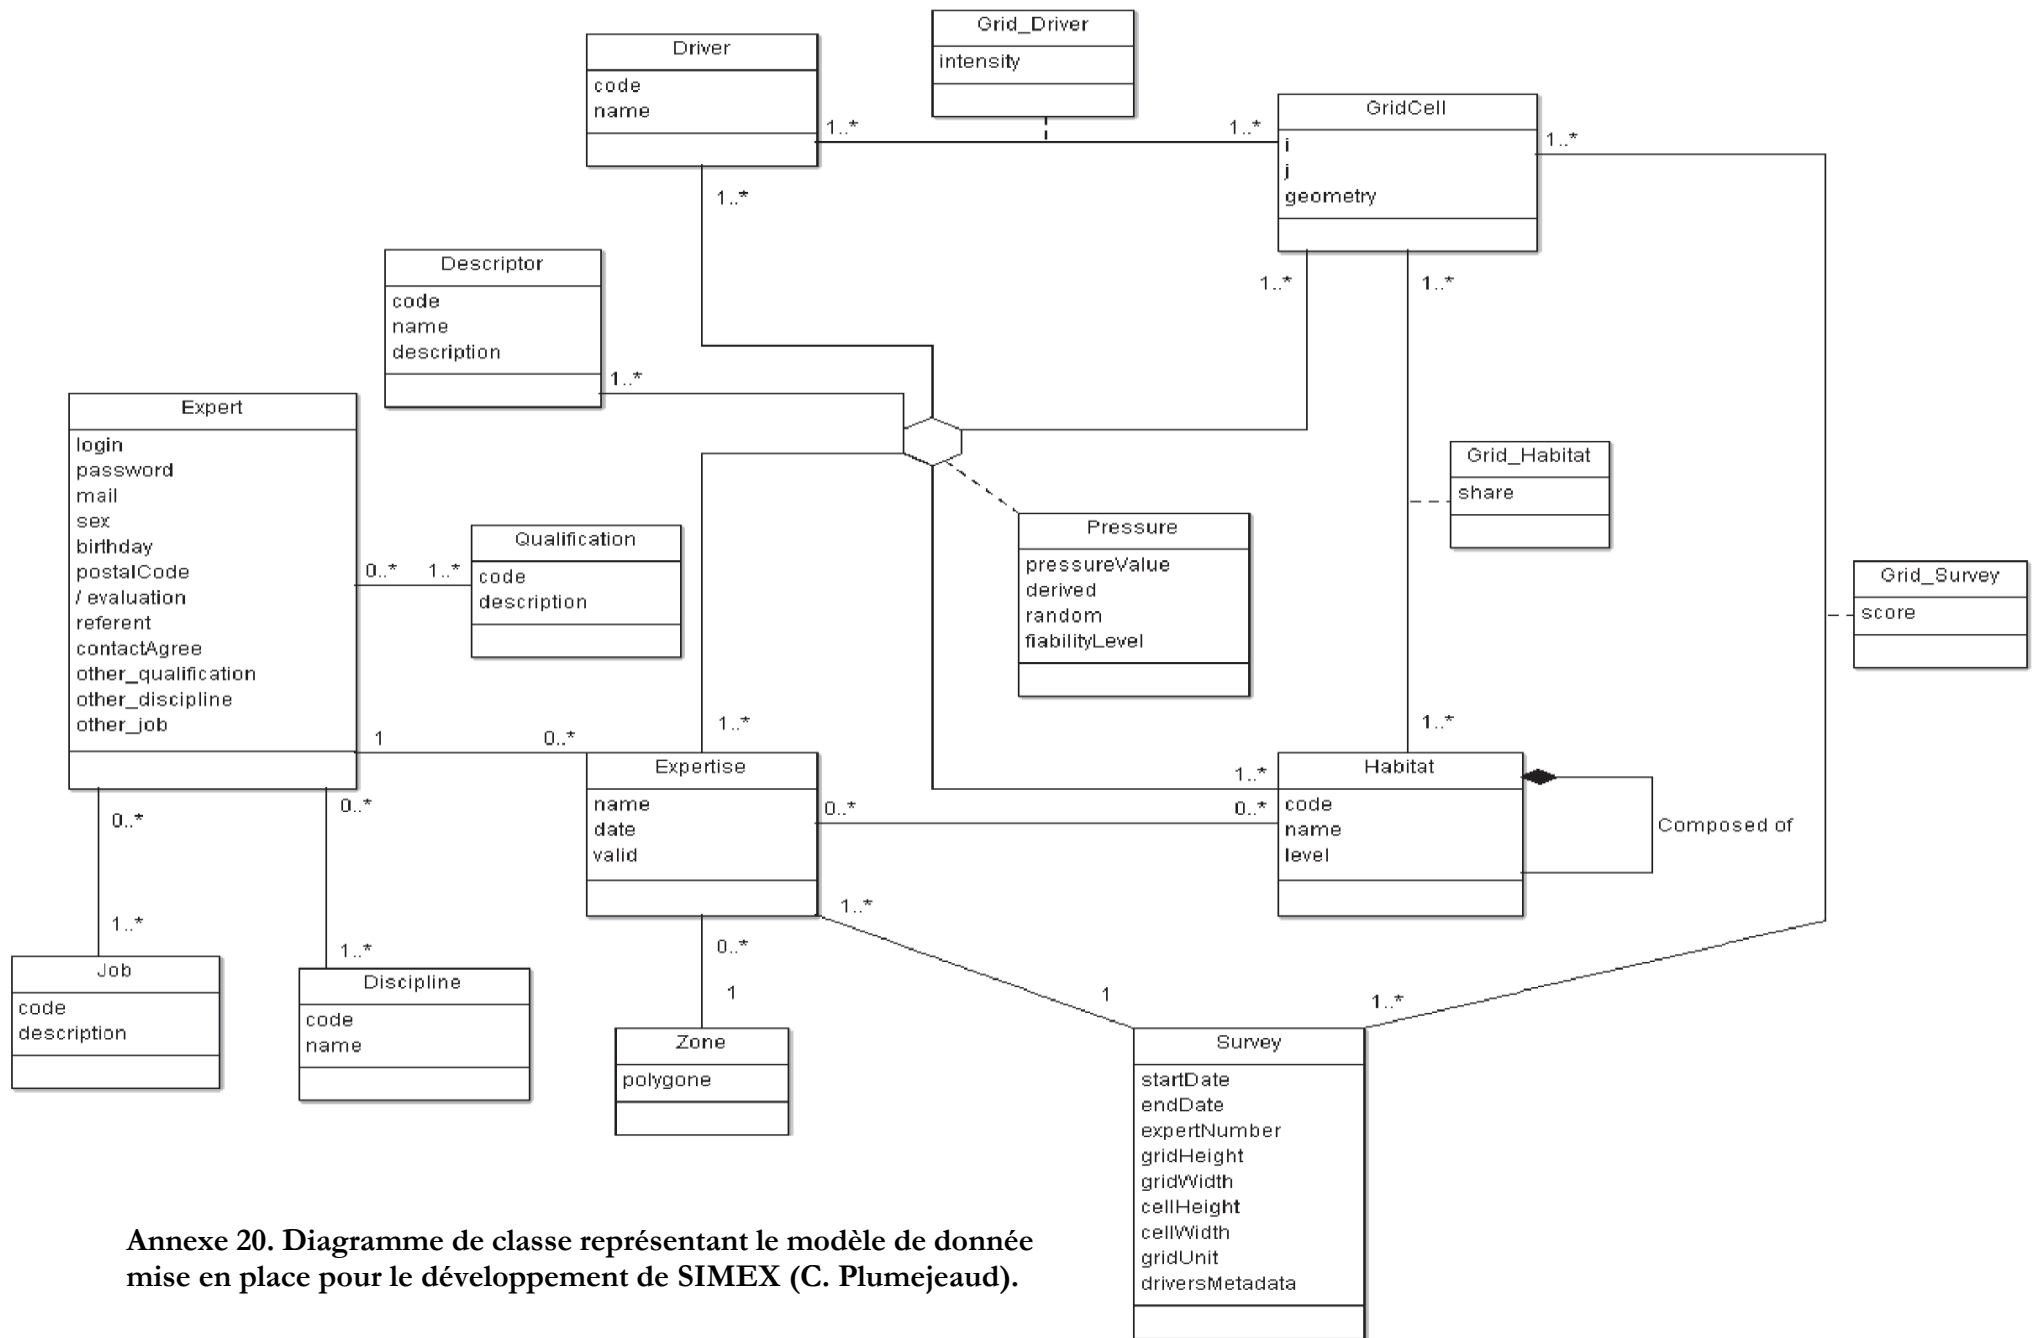 Grid_Driver
intensity
Driver
code
name
1..*
1..*
GridCell
i
j
geometry
1..*
1..*
1..*
1..*
Descriptor
code
name
description
1..*
Expert
login
password
mail
sex
birthday
postalCode
/ evaluation
referent
contactAgree
other_qualification
other_discipline
other_job
0..*
1..*
Qualification
code
description
Pressure
pressureValue
derived
random
fiabilityLevel
Grid_Habitat
share
Grid_Survey
score
1
0..*
1..*
Expertise
name
date
valid
0..*
1..*
0..*
1..*
Habitat
code
name
level
Composed of
0..*
0..*
1..*
1..*
Job
code
description
Discipline
code
name
0..*
1
Zone
polygone
1..*
1
1..*
Survey
startDate
endDate
expertNumber
gridHeight
gridWidth
cellHeight
cellWidth
gridUnit
driversMetadata
Annexe 20. Diagramme de classe représentant le modèle de donnée
mise en place pour le développement de SIMEX (C. Plumejeaud).